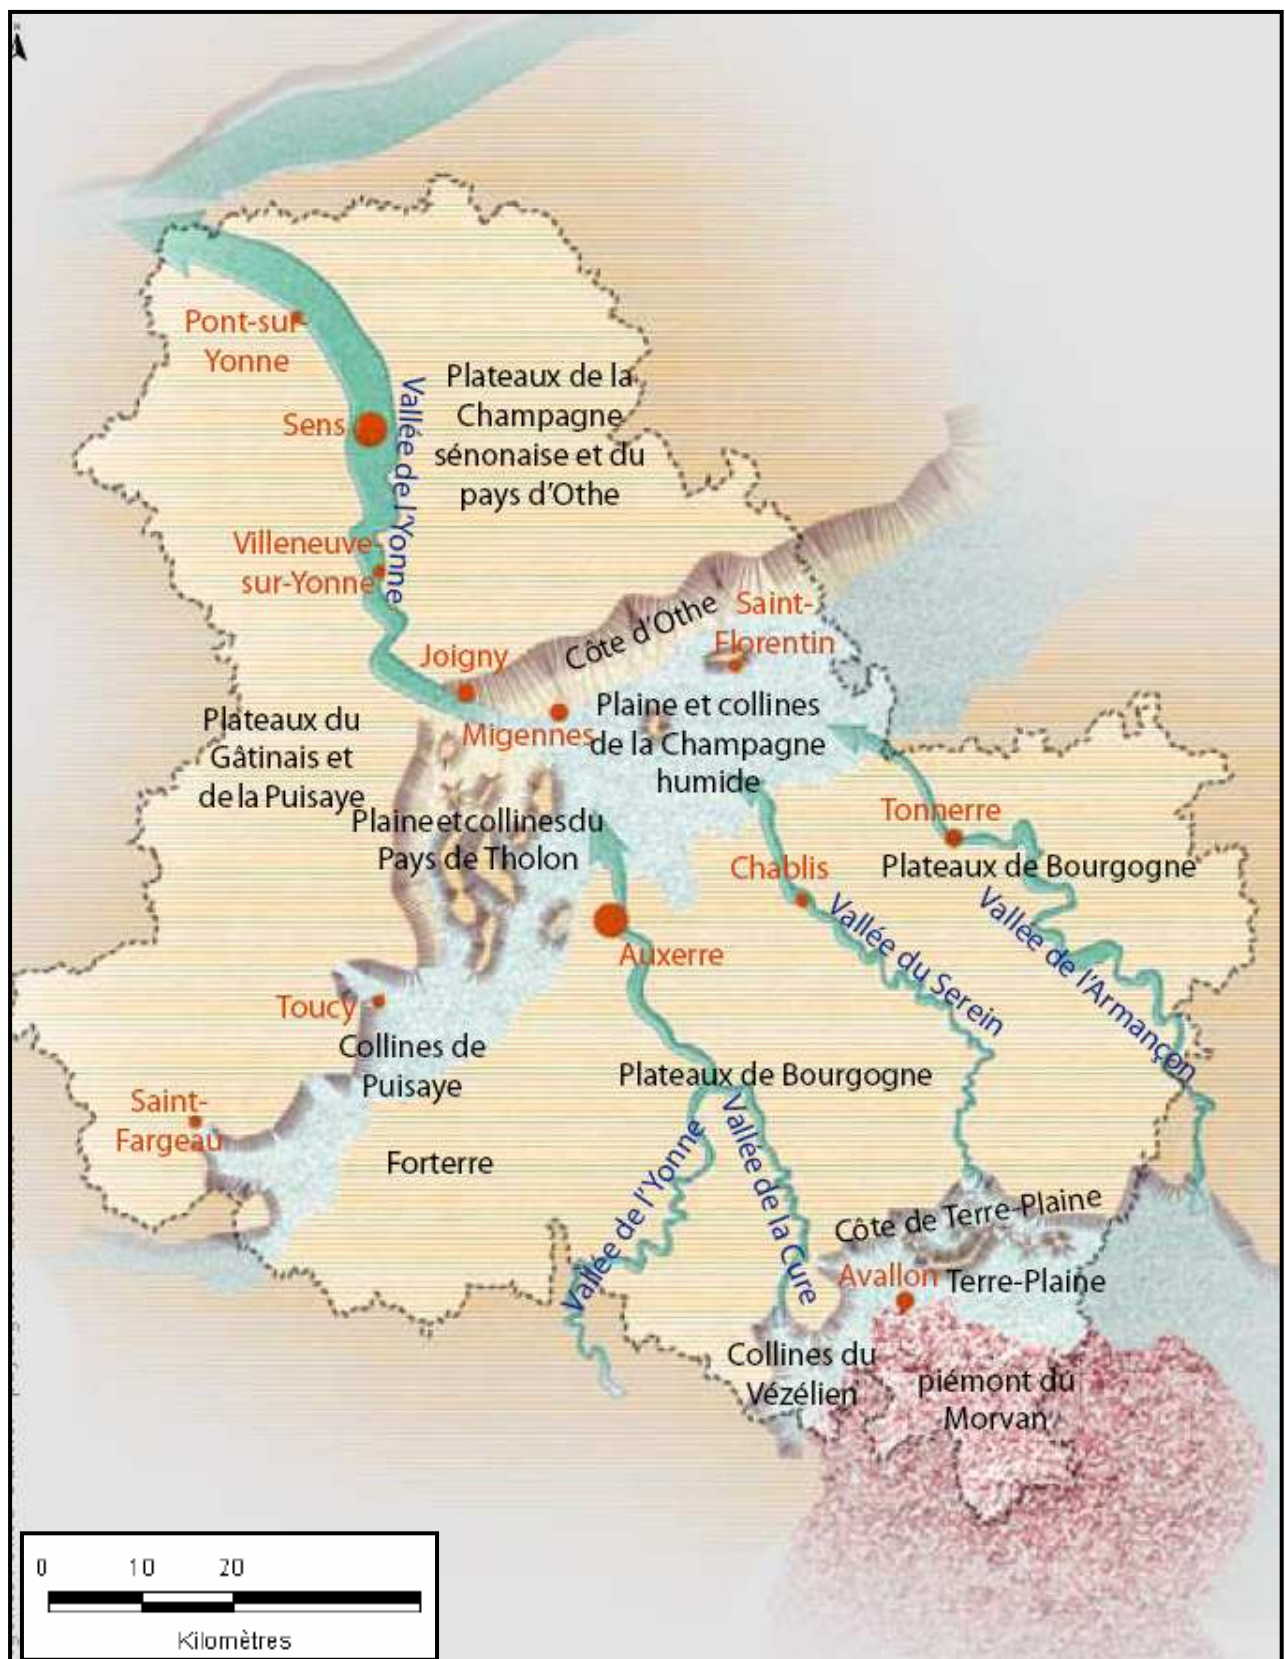 Pont-sur-
Yonne
Sens
Vallée de l'Yonne
Plateaux de la
Champagne
sénonaise et du
pays d'Othe
Villeneuve
sur-Yonne
Côte d'Othe
Saint-
Florentin
Joigny
Migennes
Plateaux du
Gâtinais et
de la Puisaye
Plaine et collines
de la Champagne
humide
Plaine et collines du
Pays de Tholon
Tonnerre
Plateaux de Bourgogne
Chablis
Vallée du Serein
Vallée de l'Armançon
Auxerre
Toucy
Collines de
Puisaye
Plateaux de Bourgogne
Saint-
Fargeau
Forterre
Vallée de l'Yonne
Vallée de la Cure
Côte de Terre-Plaine
Avallon
Terre-Plaine
Collines du
Vézélien
piémont du
Morvan
0 10 20
Kilomètres